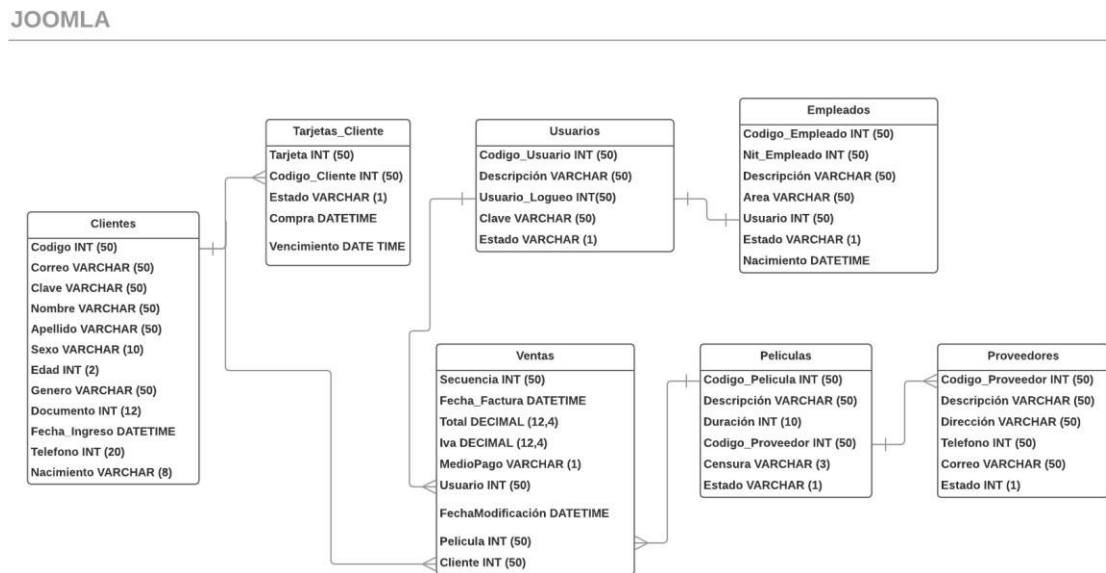 JOOMLA
Clientes
Codigo INT (50)
Correo VARCHAR (50)
Clave VARCHAR (50)
Nombre VARCHAR (50)
Apellido VARCHAR (50)
Sexo VARCHAR (10)
Edad INT (2)
Genero VARCHAR (50)
Documento INT (12)
Fecha_Ingreso DATETIME
Telefono INT (20)
Nacimiento VARCHAR (8)
Tarjetas_Cliente
Tarjeta INT (50)
Codigo_Cliente INT (50)
Estado VARCHAR (1)
Compra DATETIME
Vencimiento DATE TIME
Usuarios
Codigo_Usuario INT (50)
Descripción VARCHAR (50)
Usuario_Logueo INT(50)
Clave VARCHAR (50)
Estado VARCHAR (1)
Empleados
Codigo_Empleado INT (50)
Nit_Empleado INT (50)
Descripción VARCHAR (50)
Area VARCHAR (50)
Usuario INT (50)
Estado VARCHAR (1)
Nacimiento DATETIME
Ventas
Secuencia INT (50)
Fecha_Factura DATETIME
Total DECIMAL (12,4)
Iva DECIMAL (12,4)
MedioPago VARCHAR (1)
Usuario INT (50)
FechaModificación DATETIME
Pelicula INT (50)
Cliente INT (50)
Peliculas
Codigo_Pelicula INT (50)
Descripción VARCHAR (50)
Duración INT (10)
Codigo_Proveedor INT (50)
Censura VARCHAR (3)
Estado VARCHAR (1)
Proveedores
Codigo_Proveedor INT (50)
Descripción VARCHAR (50)
Dirección VARCHAR (50)
Telefono INT (50)
Correo VARCHAR (50)
Estado INT (1)